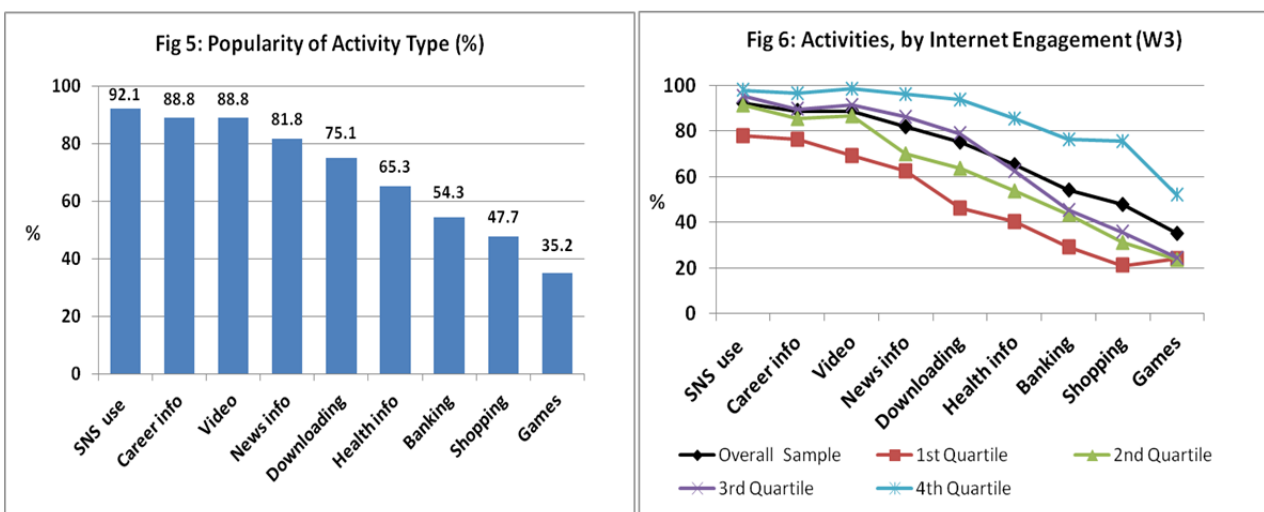 Fig 5: Popularity of Activity Type (%)
100
80
60
40
20
0
%
92.1
88.8
88.8
81.8
75.1
65.3
54.3
47.7
35.2
SNS use
Career info
Video
News info
Downloading
Health info
Banking
Shopping
Games
Fig 6: Activities, by Internet Engagement (W3)
100
80
60
40
20
0
%
SNS use
Career info
Video
News info
Downloading
Health info
Banking
Shopping
Games
Overall Sample
1st Quartile
2nd Quartile
3rd Quartile
4th Quartile